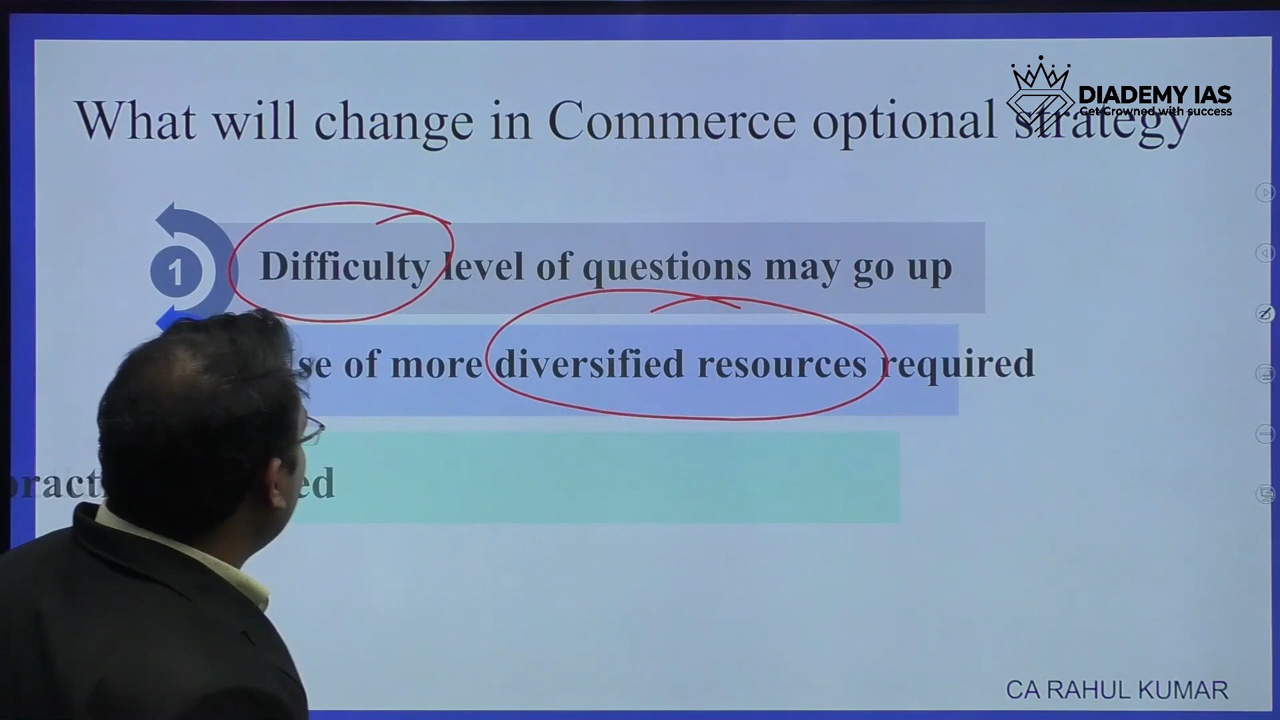 What will change in Commerce optional strategy
DIADEMY IAS
Get Crowned with success
1
Difficulty level of questions may go up
se of more diversified resources required
CA RAHUL KUMAR